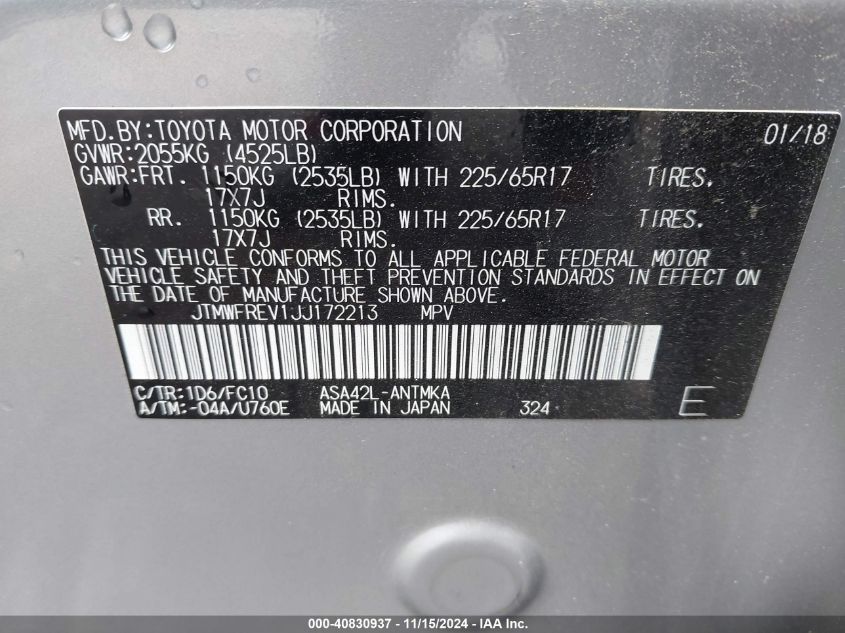 MFD.BY:TOYOTA MOTOR CORPORATION 01/18
GVWR:2055KG (4525LB)
GAWR:FRT. 1150KG (2535LB) WITH 225/65R17 TIRES,
17X7J RIMS.
RR. 1150KG (2535LB) WITH 225/65R17 TIRES,
17X7J RIMS.
THIS VEHICLE CONFORMS TO ALL APPLICABLE FEDERAL MOTOR
VEHICLE SAFETY AND THEFT PREVENTION STANDARDS IN EFFECT ON
THE DATE OF MANUFACTURE SHOWN ABOVE.
JTMWFREV1JJ172213 MPV
C/TR:1D6/FC10 ASA42L-ANTMKA
A/TM:-04A/U760E MADE IN JAPAN 324 E
000-40830937 - 11/15/2024 - IAA Inc.